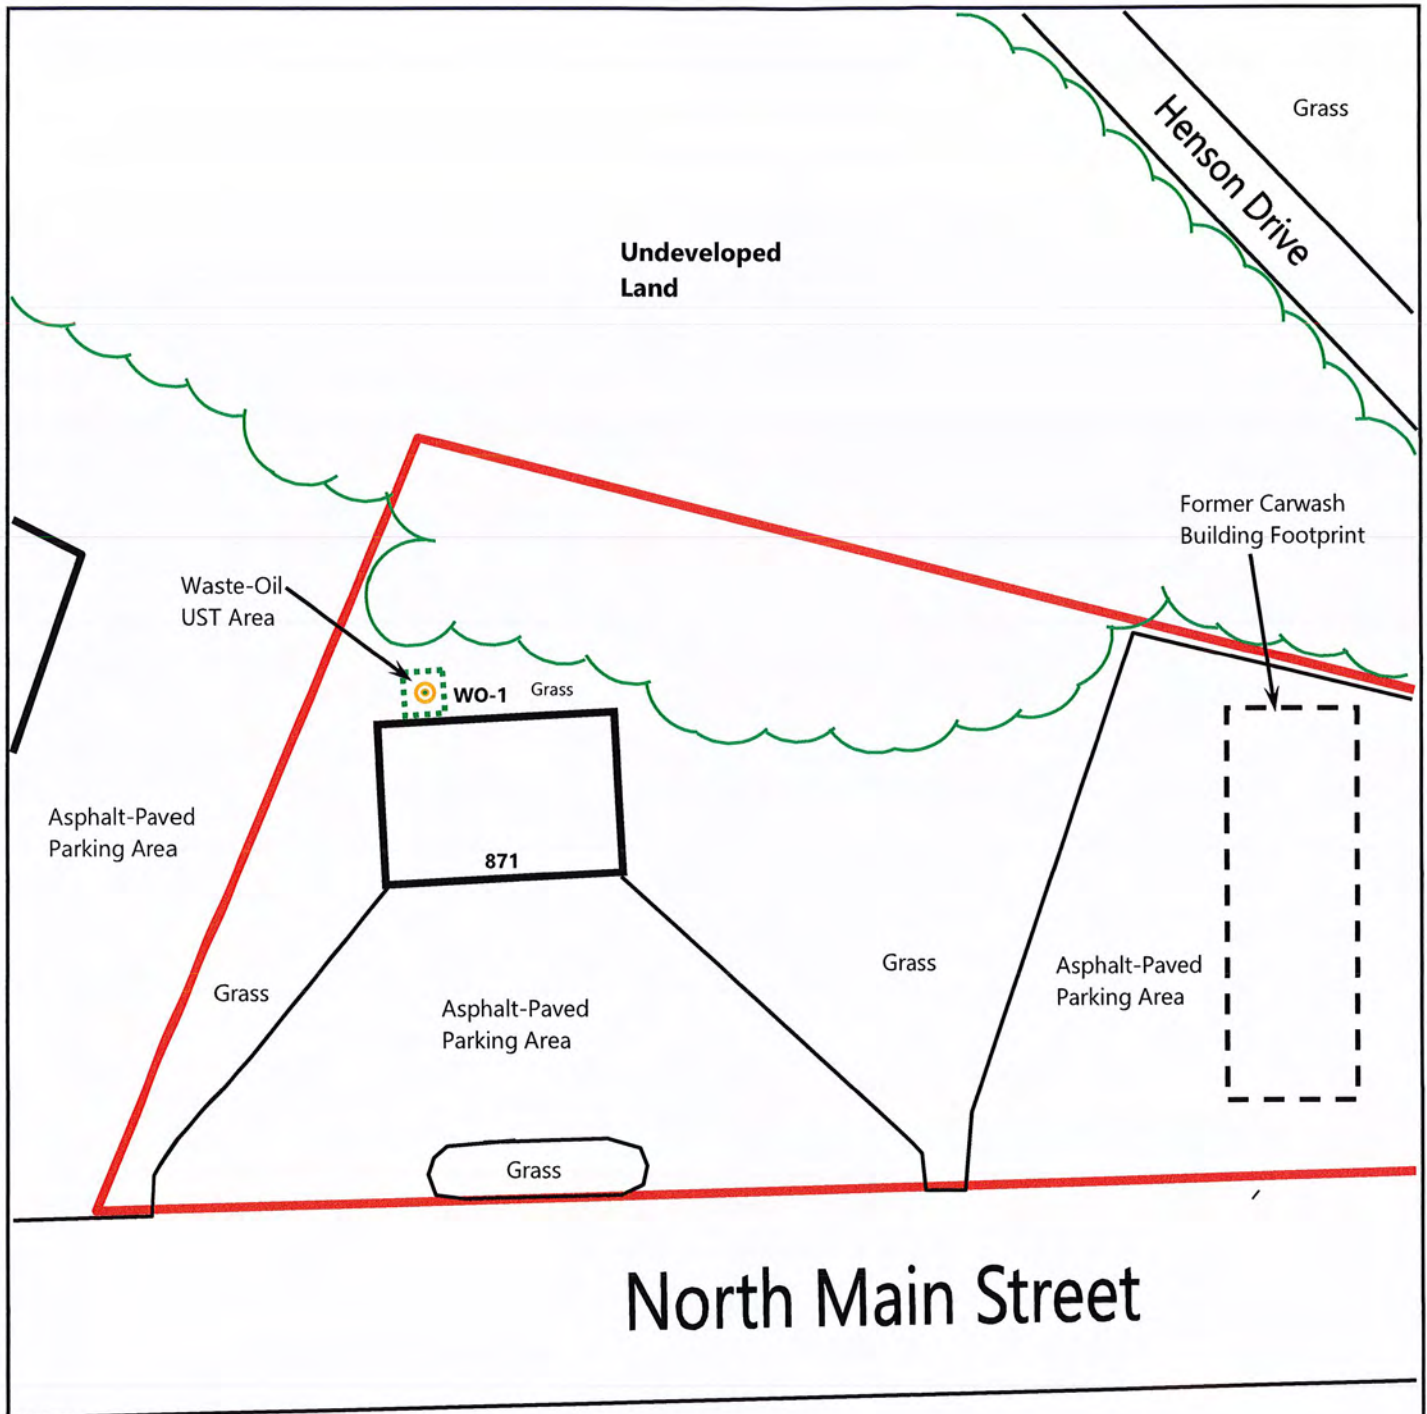 Grass
Henson Drive
Undeveloped
Land
Former Carwash
Building Footprint
Waste-Oil
UST Area
WO-1
Grass
Asphalt-Paved
Parking Area
871
Grass
Asphalt-Paved
Parking Area
Grass
Asphalt-Paved
Parking Area
Grass
North Main Street